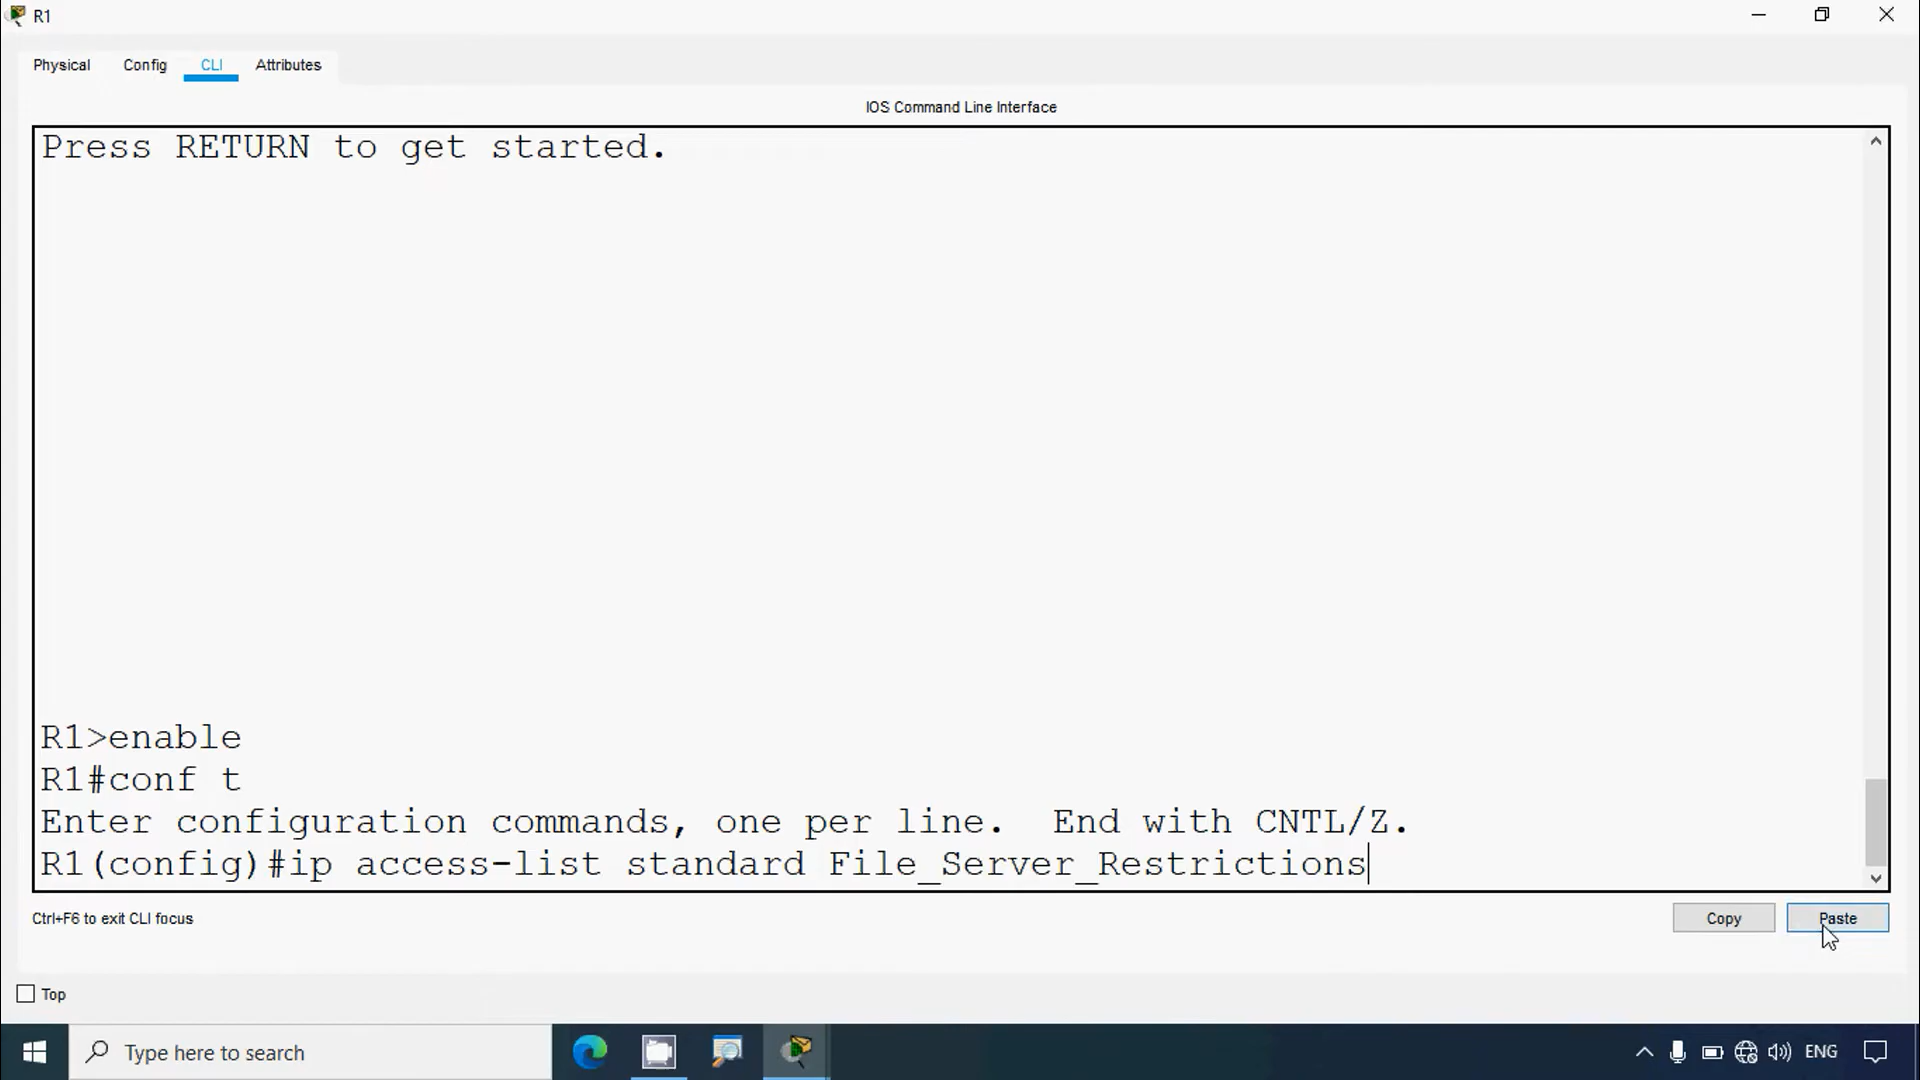 R1
Physical Config CLI Attributes
IOS Command Line Interface
Press RETURN to get started.
R1>enable
R1#conf t
Enter configuration commands, one per line.  End with CNTL/Z.
R1(config)#ip access-list standard File_Server_Restrictions
Ctrl+F6 to exit CLI focus
Copy Paste
Top
Type here to search
ENG